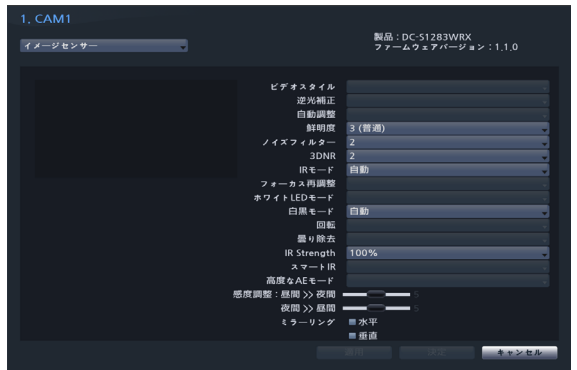 1. CAM1
イメージセンサー
製品：DC-S1283WRX
ファームウェアバージョン：1.1.0
ビデオスタイル
逆光補正
自動調整
鮮明度 3 (普通)
ノイズフィルター 2
3DNR 2
IRモード 自動
フォーカス再調整
ホワイトLEDモード
白黒モード 自動
回転
曇り除去
IR Strength 100%
スマートIR
高度なAEモード
感度調整：昼間 >> 夜間 5
夜間 >> 昼間 5
ミラーリング 水平
垂直
適用 決定 キャンセル